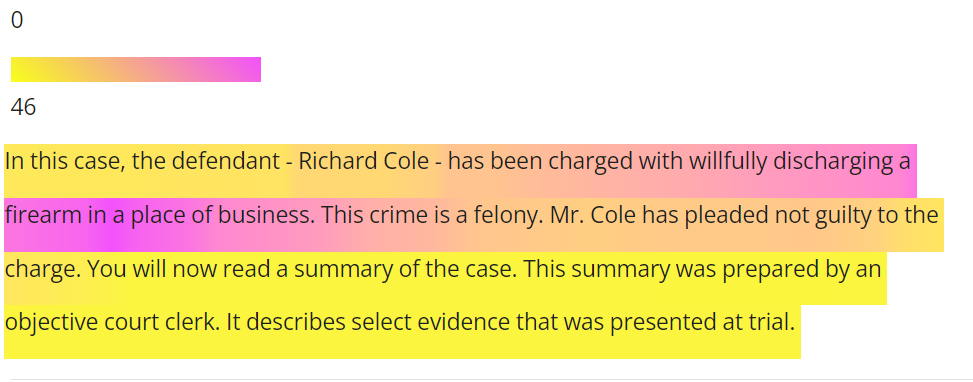 0
46
In this case, the defendant - Richard Cole - has been charged with willfully discharging a
firearm in a place of business. This crime is a felony. Mr. Cole has pleaded not guilty to the
charge. You will now read a summary of the case. This summary was prepared by an
objective court clerk. It describes select evidence that was presented at trial.